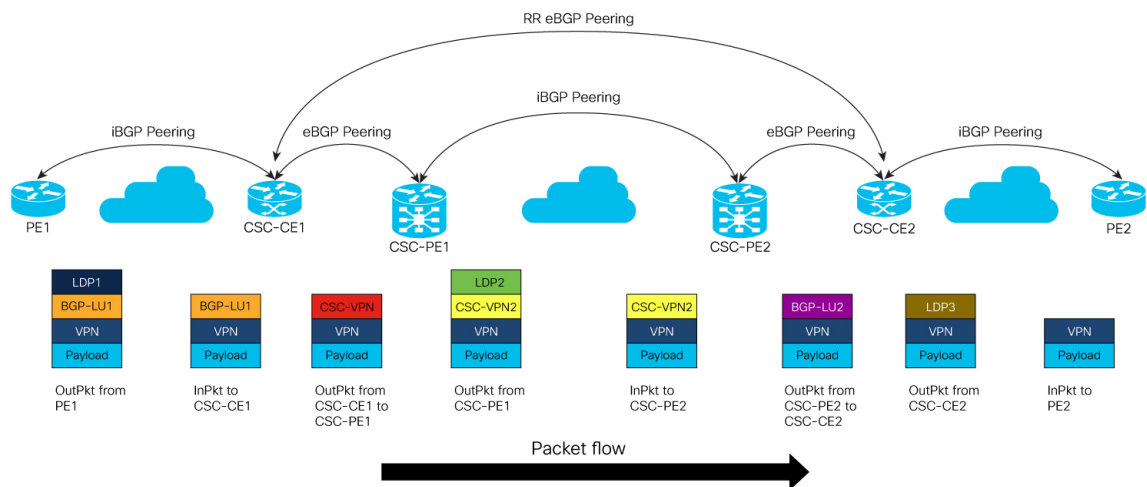 RR eBGP Peering
iBGP Peering
iBGP Peering
eBGP Peering
eBGP Peering
iBGP Peering
PE1
CSC-CE1
CSC-PE1
CSC-PE2
CSC-CE2
PE2
LDP1
BGP-LU1
VPN
Payload
OutPkt from
PE1
BGP-LU1
VPN
Payload
InPkt to
CSC-CE1
CSC-VPN
VPN
Payload
OutPkt from
CSC-CE1 to
CSC-PE1
LDP2
CSC-VPN2
VPN
Payload
OutPkt from
CSC-PE1
CSC-VPN2
VPN
Payload
InPkt to
CSC-PE2
BGP-LU2
VPN
Payload
OutPkt from
CSC-PE2 to
CSC-CE2
LDP3
VPN
Payload
OutPkt from
CSC-CE2
VPN
Payload
InPkt to
PE2
Packet flow